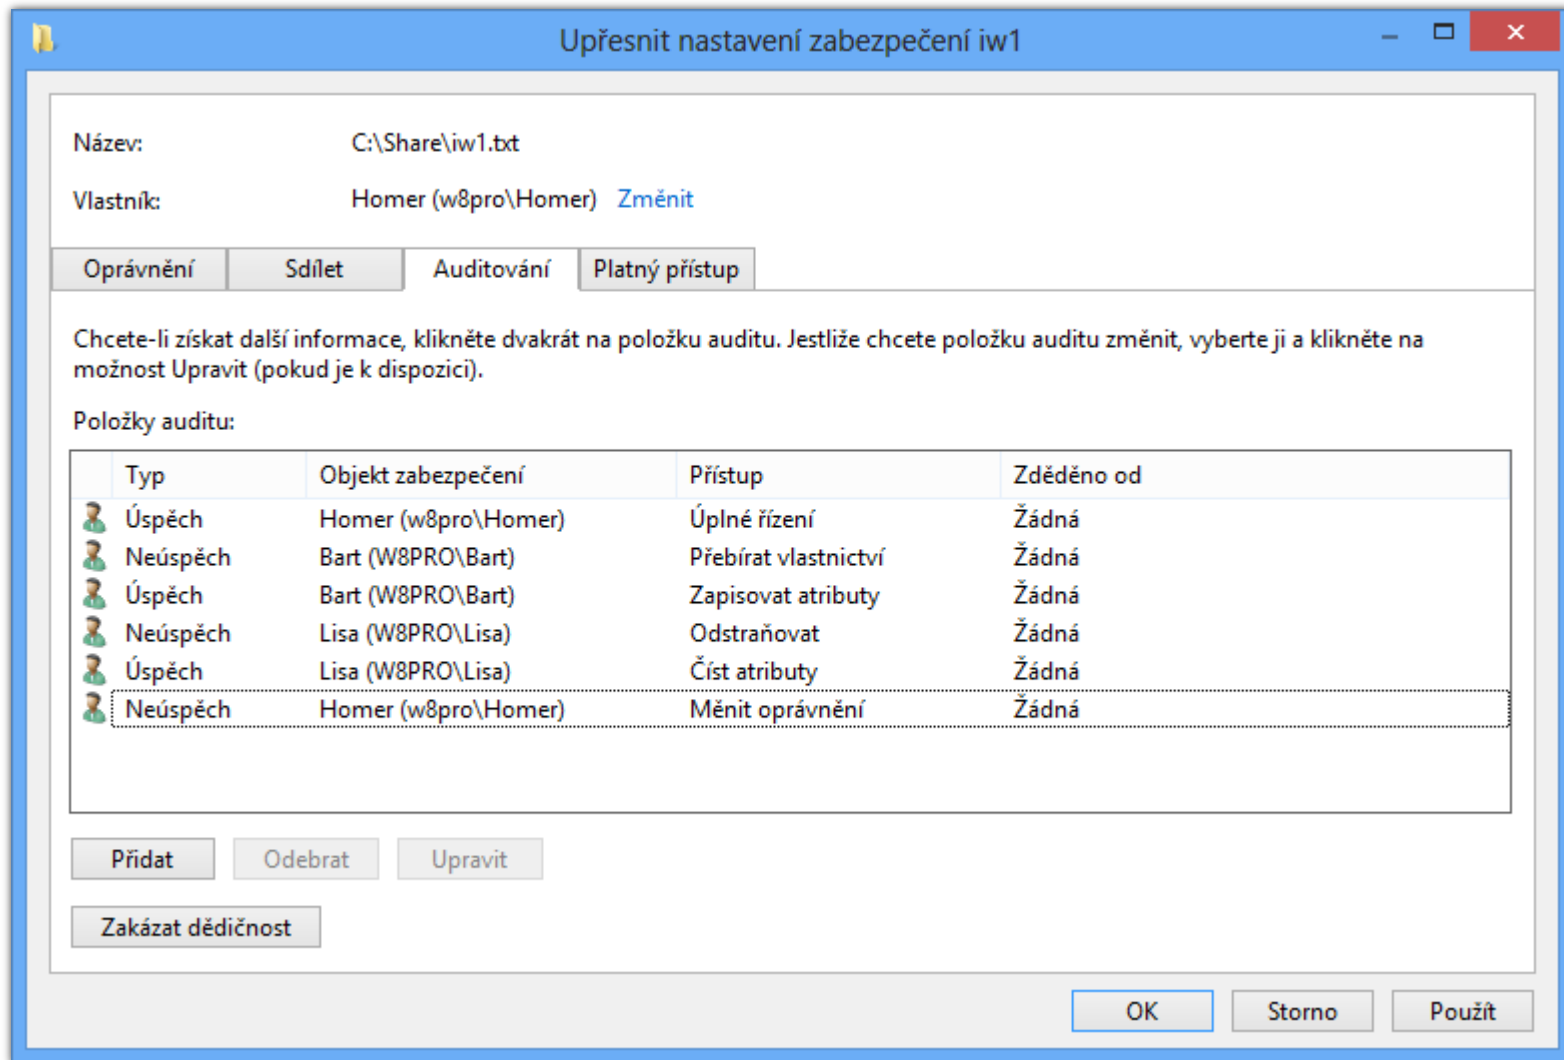 Upřesnit nastavení zabezpečení iw1
Název: C:\Share\iw1.txt
Vlastník: Homer (w8pro\Homer) Změnit
Oprávnění Sdílet Auditování Platný přístup
Chcete-li získat další informace, klikněte dvakrát na položku auditu. Jestliže chcete položku auditu změnit, vyberte ji a klikněte na
možnost Upravit (pokud je k dispozici).
Položky auditu:
Typ Objekt zabezpečení Přístup Zděděno od
Úspěch Homer (w8pro\Homer) Úplné řízení Žádná
Neúspěch Bart (W8PRO\Bart) Přebírat vlastnictví Žádná
Úspěch Bart (W8PRO\Bart) Zapisovat atributy Žádná
Neúspěch Lisa (W8PRO\Lisa) Odstraňovat Žádná
Úspěch Lisa (W8PRO\Lisa) Číst atributy Žádná
Neúspěch Homer (w8pro\Homer) Měnit oprávnění Žádná
Přidat Odebrat Upravit
Zakázat dědičnost
OK Storno Použít